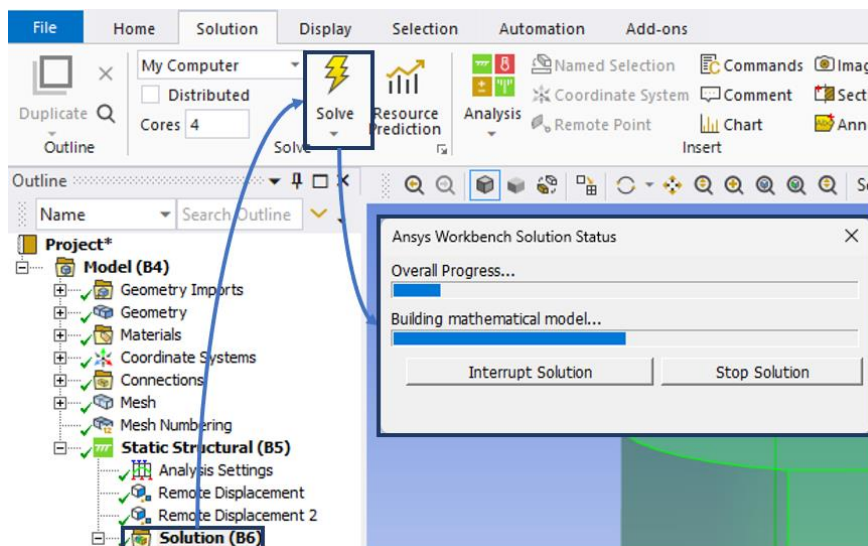 File Home Solution Display Selection Automation Add-ons
Duplicate
Outline
My Computer
Distributed
Cores 4
Solve
Resource
Prediction
Solve
Analysis
Named Selection
Coordinate System
Remote Point
Commands
Comment
Chart
Insert
Outline
Name
Search Outline
Project*
Model (B4)
Geometry Imports
Geometry
Materials
Coordinate Systems
Connections
Mesh
Mesh Numbering
Static Structural (B5)
Analysis Settings
Remote Displacement
Remote Displacement 2
Solution (B6)
Ansys Workbench Solution Status
Overall Progress...
Building mathematical model...
Interrupt Solution Stop Solution